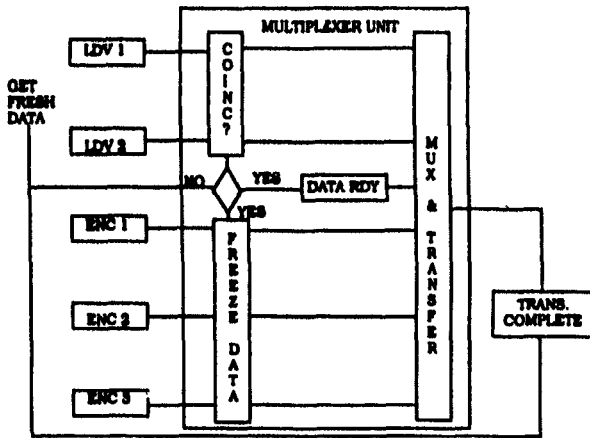 MULTIPLEXER UNIT
LDV 1
COINC?
GET
FRESH
DATA
LDV 2
MUX & TRANSFER
NO
YES
DATA RDY
YES
ENC 1
FREEZE DATA
ENC 2
TRANS.
COMPLETE
ENC 3